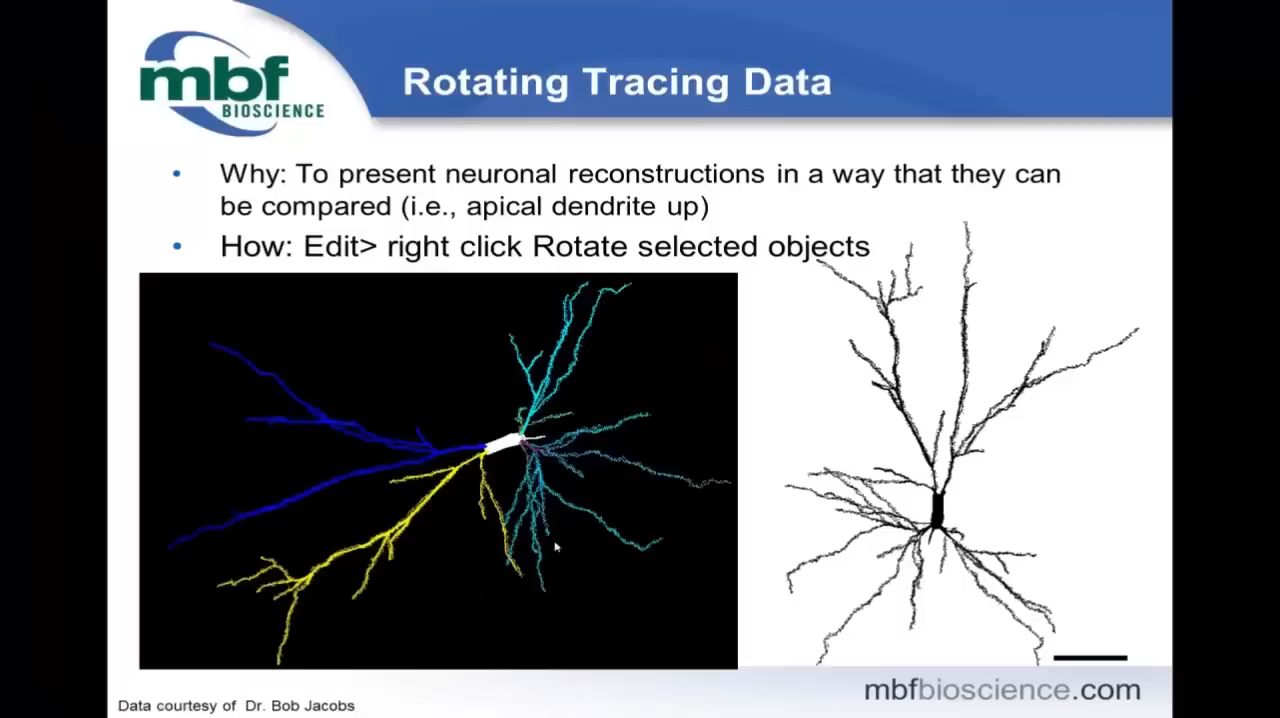 mbf
BIOSCIENCE
Rotating Tracing Data
• Why: To present neuronal reconstructions in a way that they can
be compared (i.e., apical dendrite up)
• How: Edit> right click Rotate selected objects
mbfbioscience.com
Data courtesy of Dr. Bob Jacobs